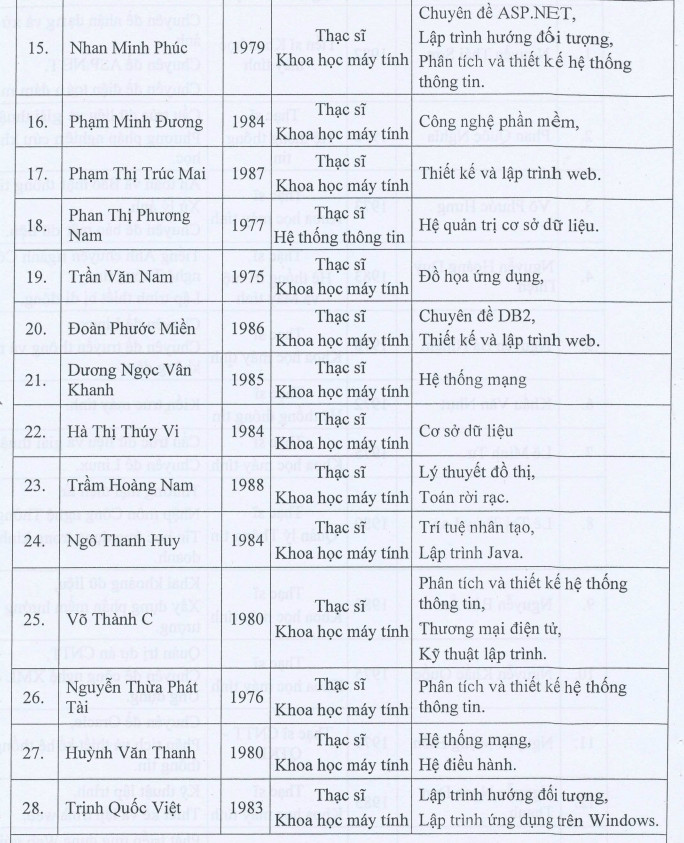 15. Nhan Minh Phúc 1979 Thạc sĩ
Khoa học máy tính
Chuyên đề ASP.NET,
Lập trình hướng đối tượng,
Phân tích và thiết kế hệ thống
thông tin.
16. Phạm Minh Đương 1984 Thạc sĩ
Khoa học máy tính
Công nghệ phần mềm,
17. Phạm Thị Trúc Mai 1987 Thạc sĩ
Khoa học máy tính
Thiết kế và lập trình web.
18. Phan Thị Phương
Nam
1977 Thạc sĩ
Hệ thống thông tin
Hệ quản trị cơ sở dữ liệu.
19. Trần Văn Nam 1975 Thạc sĩ
Khoa học máy tính
Đồ họa ứng dụng,
20. Đoàn Phước Miền 1986 Thạc sĩ
Khoa học máy tính
Chuyên đề DB2,
Thiết kế và lập trình web.
21. Dương Ngọc Vân
Khanh
1985 Thạc sĩ
Khoa học máy tính
Hệ thống mạng
22. Hà Thị Thúy Vi 1984 Thạc sĩ
Khoa học máy tính
Cơ sở dữ liệu
23. Trầm Hoàng Nam 1988 Thạc sĩ
Khoa học máy tính
Lý thuyết đồ thị,
Toán rời rạc.
24. Ngô Thanh Huy 1984 Thạc sĩ
Khoa học máy tính
Trí tuệ nhân tạo,
Lập trình Java.
25. Võ Thành C 1980 Thạc sĩ
Khoa học máy tính
Phân tích và thiết kế hệ thống
thông tin,
Thương mại điện tử,
Kỹ thuật lập trình.
26. Nguyễn Thừa Phát
Tài
1976 Thạc sĩ
Khoa học máy tính
Phân tích và thiết kế hệ thống
thông tin.
27. Huỳnh Văn Thanh 1980 Thạc sĩ
Khoa học máy tính
Hệ thống mạng,
Hệ điều hành.
28. Trịnh Quốc Việt 1983 Thạc sĩ
Khoa học máy tính
Lập trình hướng đối tượng,
Lập trình ứng dụng trên Windows.